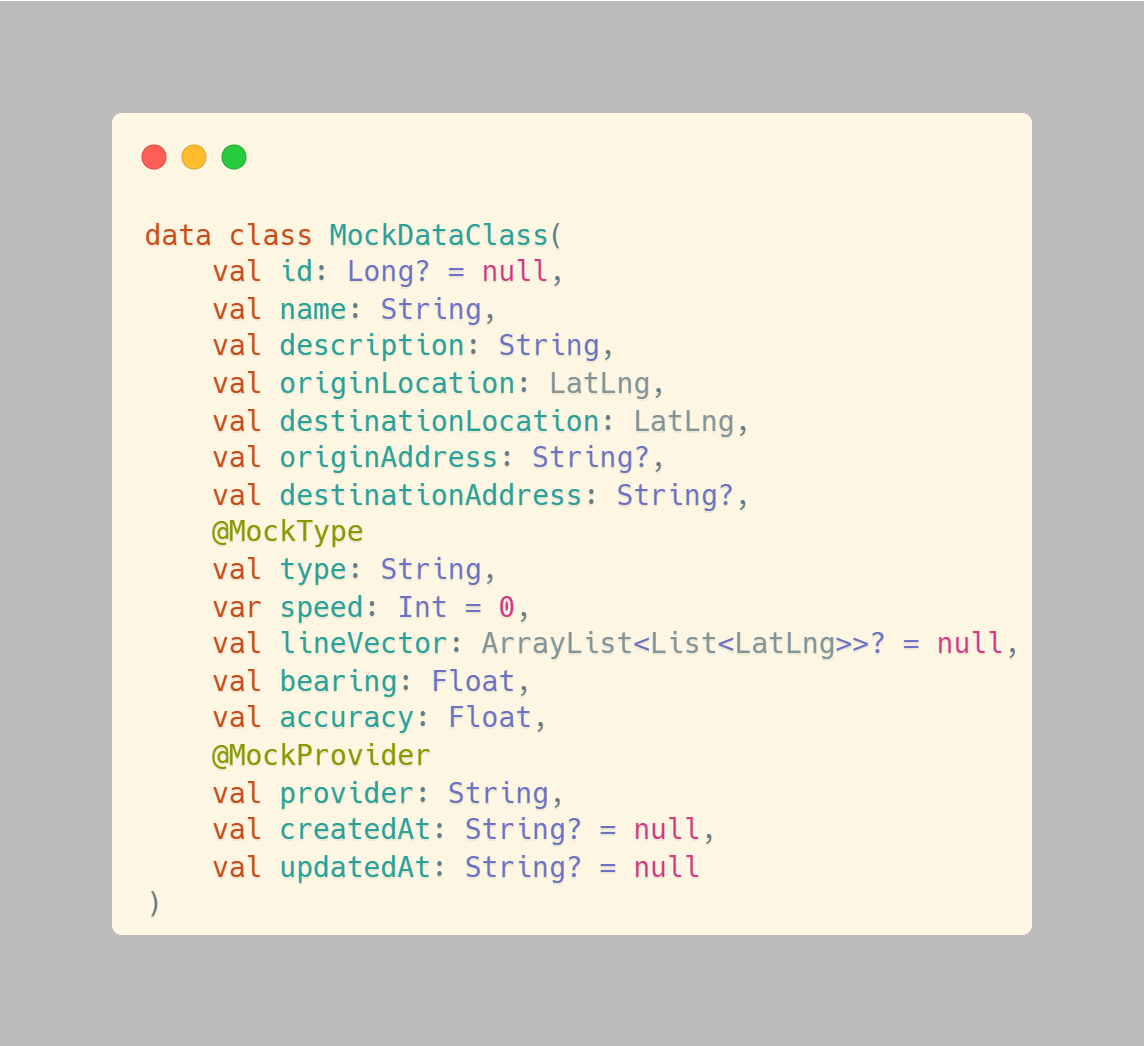 data class MockDataClass(
    val id: Long? = null,
    val name: String,
    val description: String,
    val originLocation: LatLng,
    val destinationLocation: LatLng,
    val originAddress: String?,
    val destinationAddress: String?,
    @MockType
    val type: String,
    var speed: Int = 0,
    val lineVector: ArrayList<List<LatLng>>? = null,
    val bearing: Float,
    val accuracy: Float,
    @MockProvider
    val provider: String,
    val createdAt: String? = null,
    val updatedAt: String? = null
)